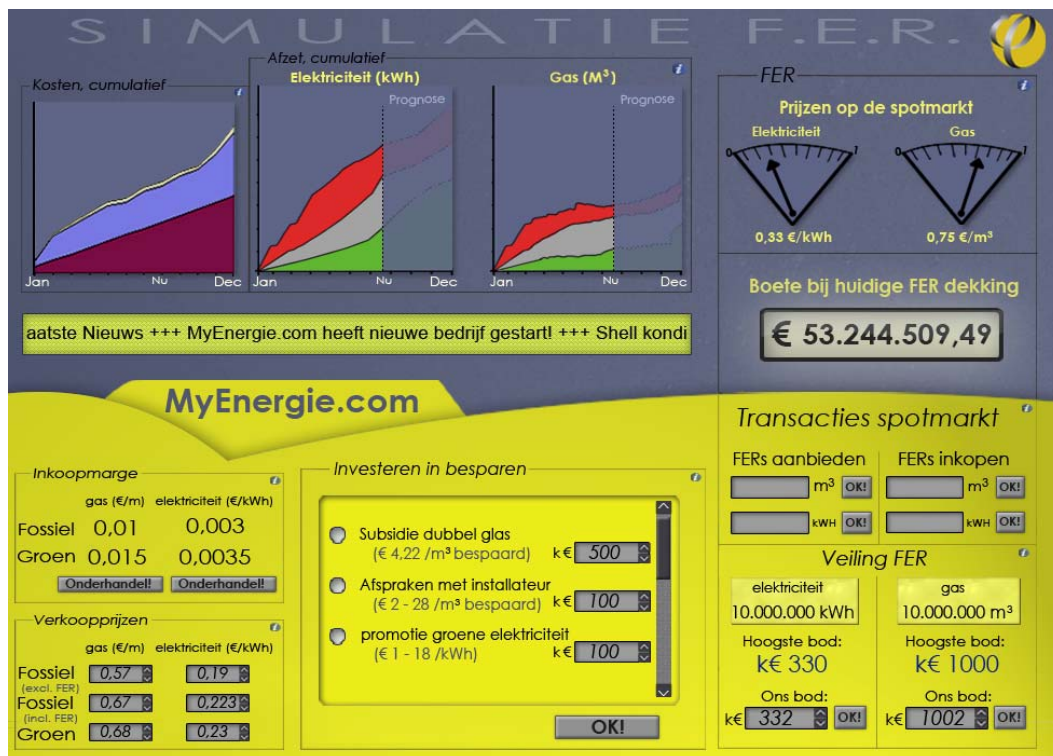 SIMULATIE F.E.R.
Kosten, cumulatief
Jan Nu Dec
Afzet, cumulatief
Elektriciteit (kWh)
Prognose
Jan Nu Dec
Gas (M³)
Prognose
Jan Nu Dec
FER
Prijzen op de spotmarkt
Elektriciteit Gas
0 1 0 1
0,33 €/kWh 0,75 €/m³
Boete bij huidige FER dekking
€ 53.244.509,49
aatste Nieuws +++ MyEnergie.com heeft nieuwe bedrijf gestart! +++ Shell kondi
MyEnergie.com
Inkoopmarge
gas (€/m) elektriciteit (€/kWh)
Fossiel 0,01 0,003
Groen 0,015 0,0035
Onderhandel! Onderhandel!
Verkoopprijzen
gas (€/m) elektriciteit (€/kWh)
Fossiel 0,57 0,19
(excl. FER)
Fossiel 0,67 0,223
(incl. FER)
Groen 0,68 0,23
Investeren in besparen
Subsidie dubbel glas
(€ 4,22 /m³ bespaard) k€ 500
Afspraken met installateur
(€ 2 - 28 /m³ bespaard) k€ 100
promotie groene elektriciteit
(€ 1 - 18 /kWh) k€ 100
OK!
Transacties spotmarkt
FERs aanbieden FERs inkopen
m³ OK! m³ OK!
kWH OK! kWH OK!
Veiling FER
elektriciteit gas
10.000.000 kWh 10.000.000 m³
Hoogste bod: Hoogste bod:
k€ 330 k€ 1000
Ons bod: Ons bod:
k€ 332 OK! k€ 1002 OK!